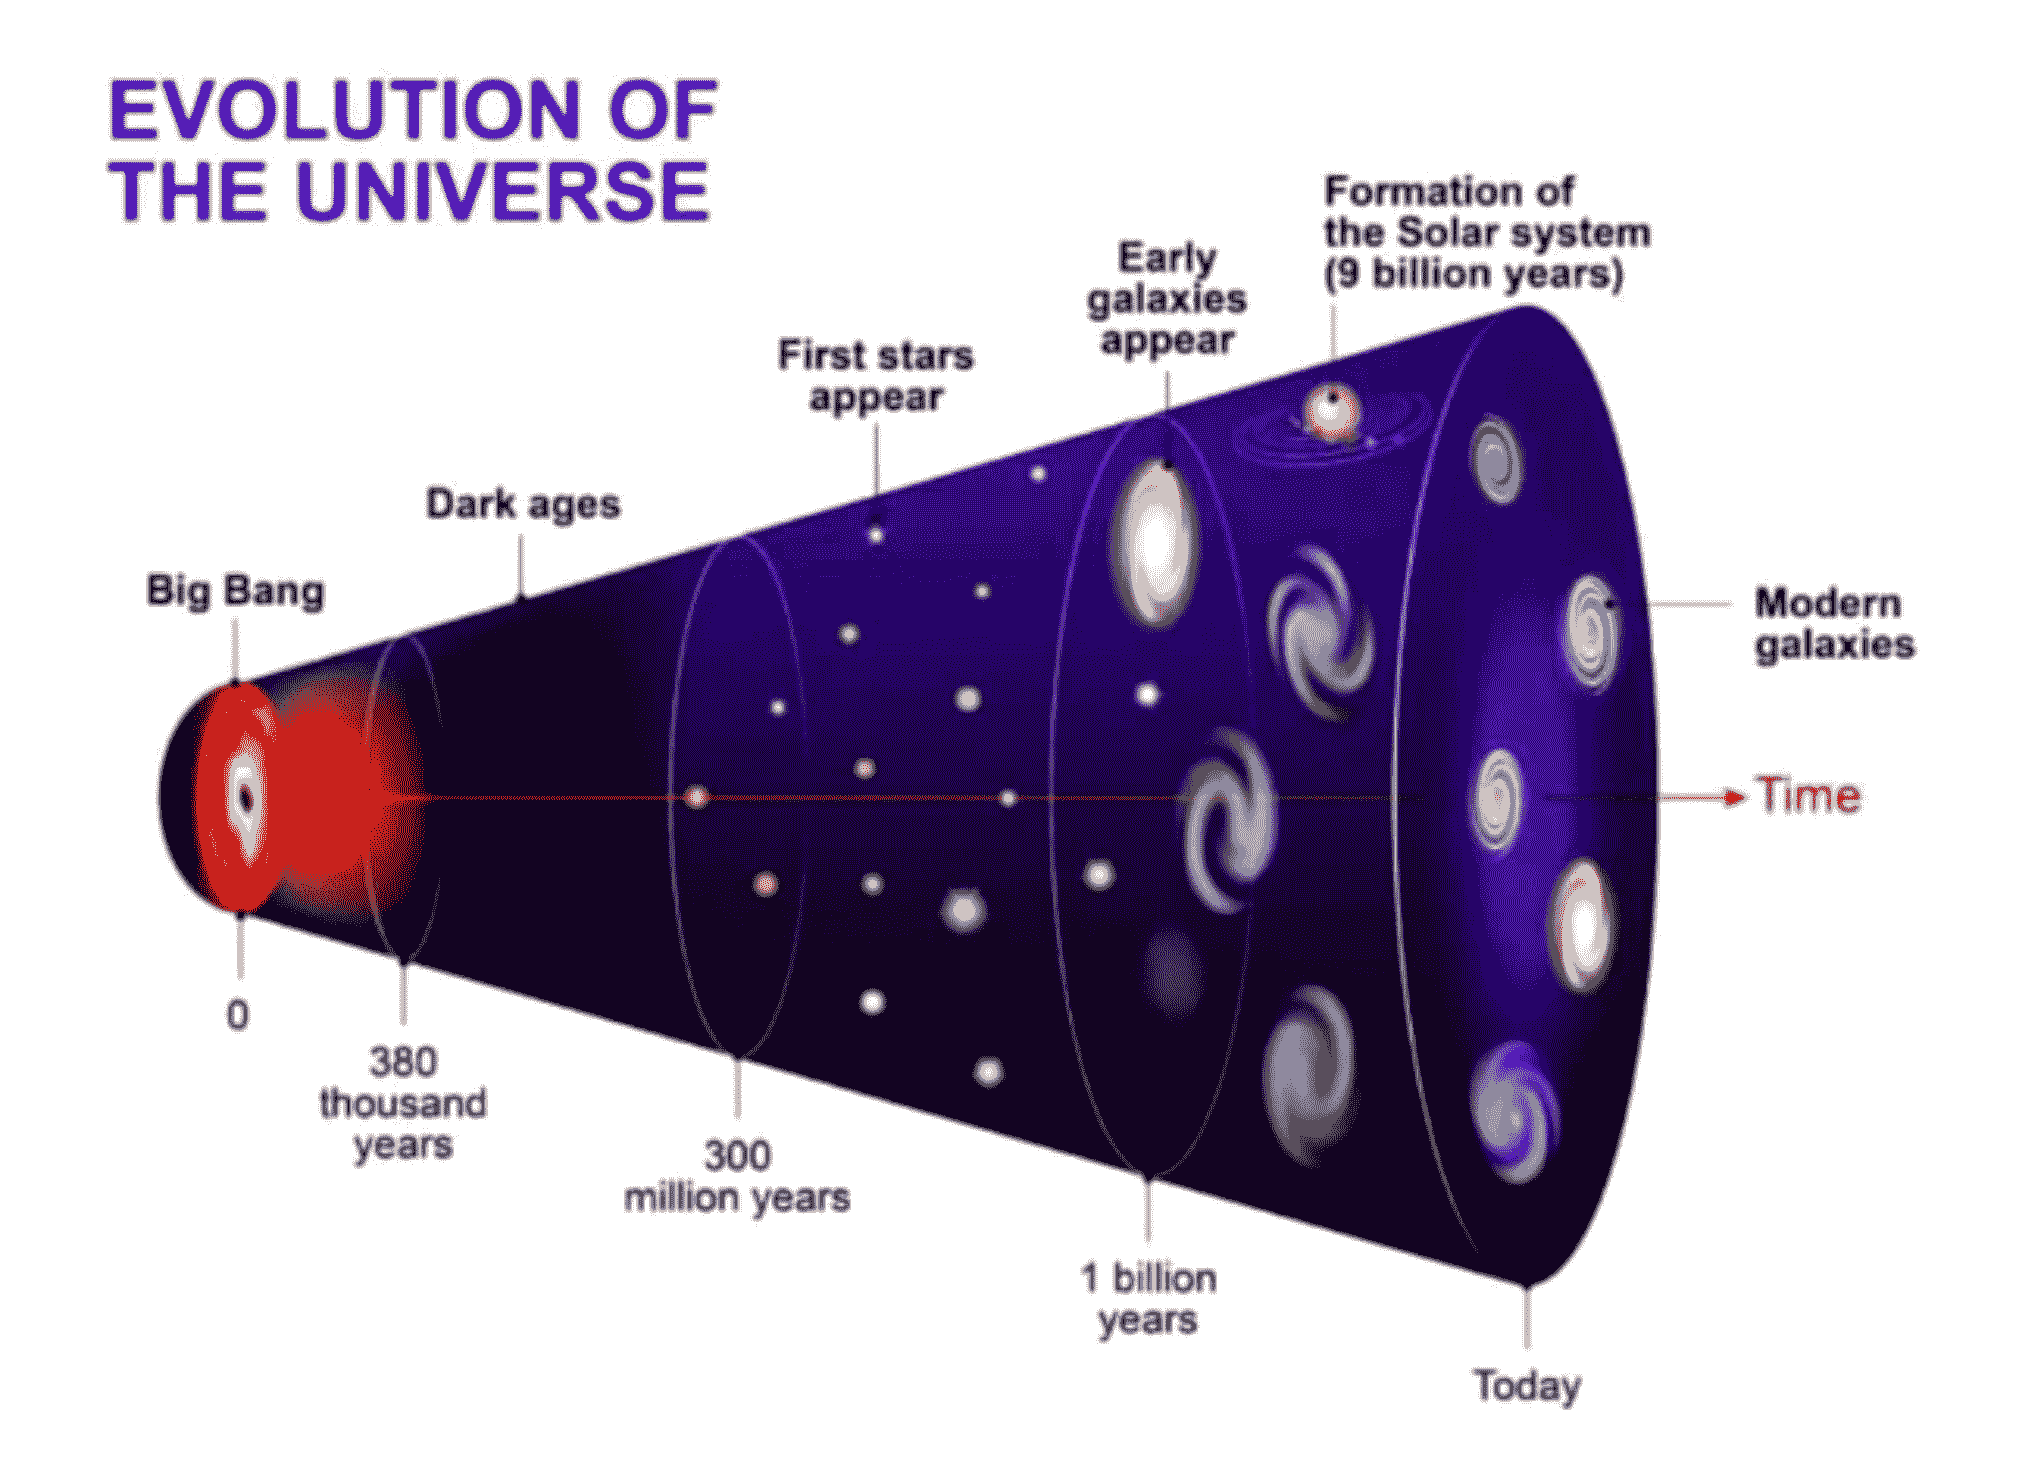 EVOLUTION OF
THE UNIVERSE
Formation of
the Solar system
(9 billion years)
Early
galaxies
appear
First stars
appear
Dark ages
Big Bang
Modern
galaxies
Time
0
380
thousand
years
300
million years
1 billion
years
Today